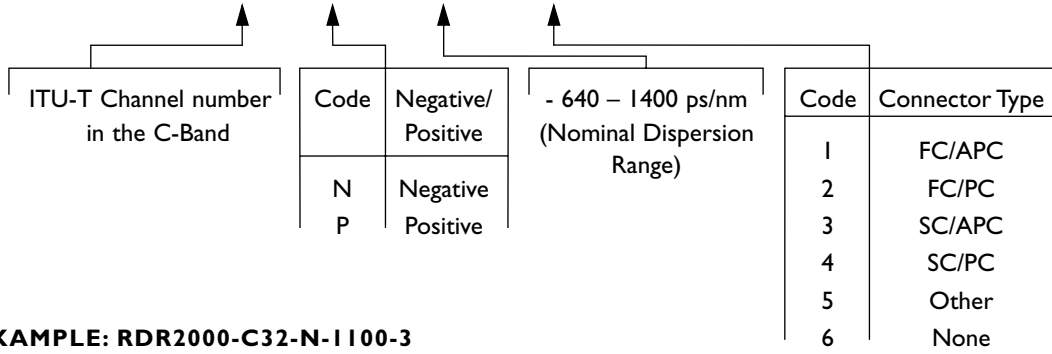 ITU-T Channel number
in the C-Band
Code Negative/
Positive
N Negative
P Positive
- 640 – 1400 ps/nm
(Nominal Dispersion
Range)
Code Connector Type
1 FC/APC
2 FC/PC
3 SC/APC
4 SC/PC
5 Other
6 None
XAMPLE: RDR2000-C32-N-1100-3